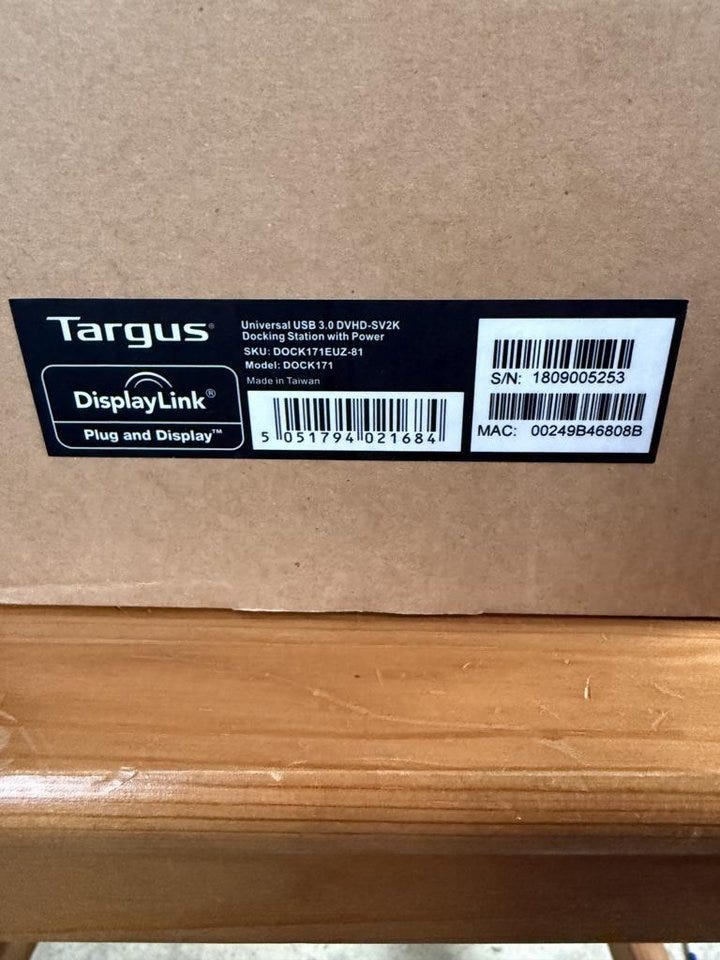 Targus
DisplayLink®
Plug and Display™
Universal USB 3.0 DVHD-SV2K
Docking Station with Power
SKU: DOCK171EUZ-81
Model: DOCK171
Made in Taiwan
5 051794 021684
S/N: 1809005253
MAC: 00249B46808B